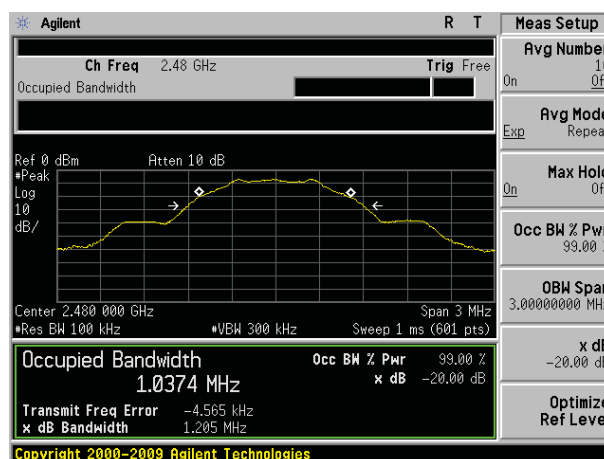 Agilent R T Meas Setup
Avg Number
On
Ch Freq 2.48 GHz Trig Free
Occupied Bandwidth
Avg Mode
Exp
Ref 0 dBm Atten 10 dB
#Peak
Log
10
dB/
Max Hold
On
Occ BW % Pwr
99.00 %
OBW Span
3.00000000 MHz
Center 2.480 000 GHz Span 3 MHz
#Res BW 100 kHz #VBW 300 kHz Sweep 1 ms (601 pts)
x dB
-20.00 dB
Occupied Bandwidth Occ BW % Pwr 99.00 %
1.0374 MHz x dB -20.00 dB
Transmit Freq Error -4.565 kHz
x dB Bandwidth 1.205 MHz
Optimize
Ref Level
Copyright 2000-2009 Agilent Technologies